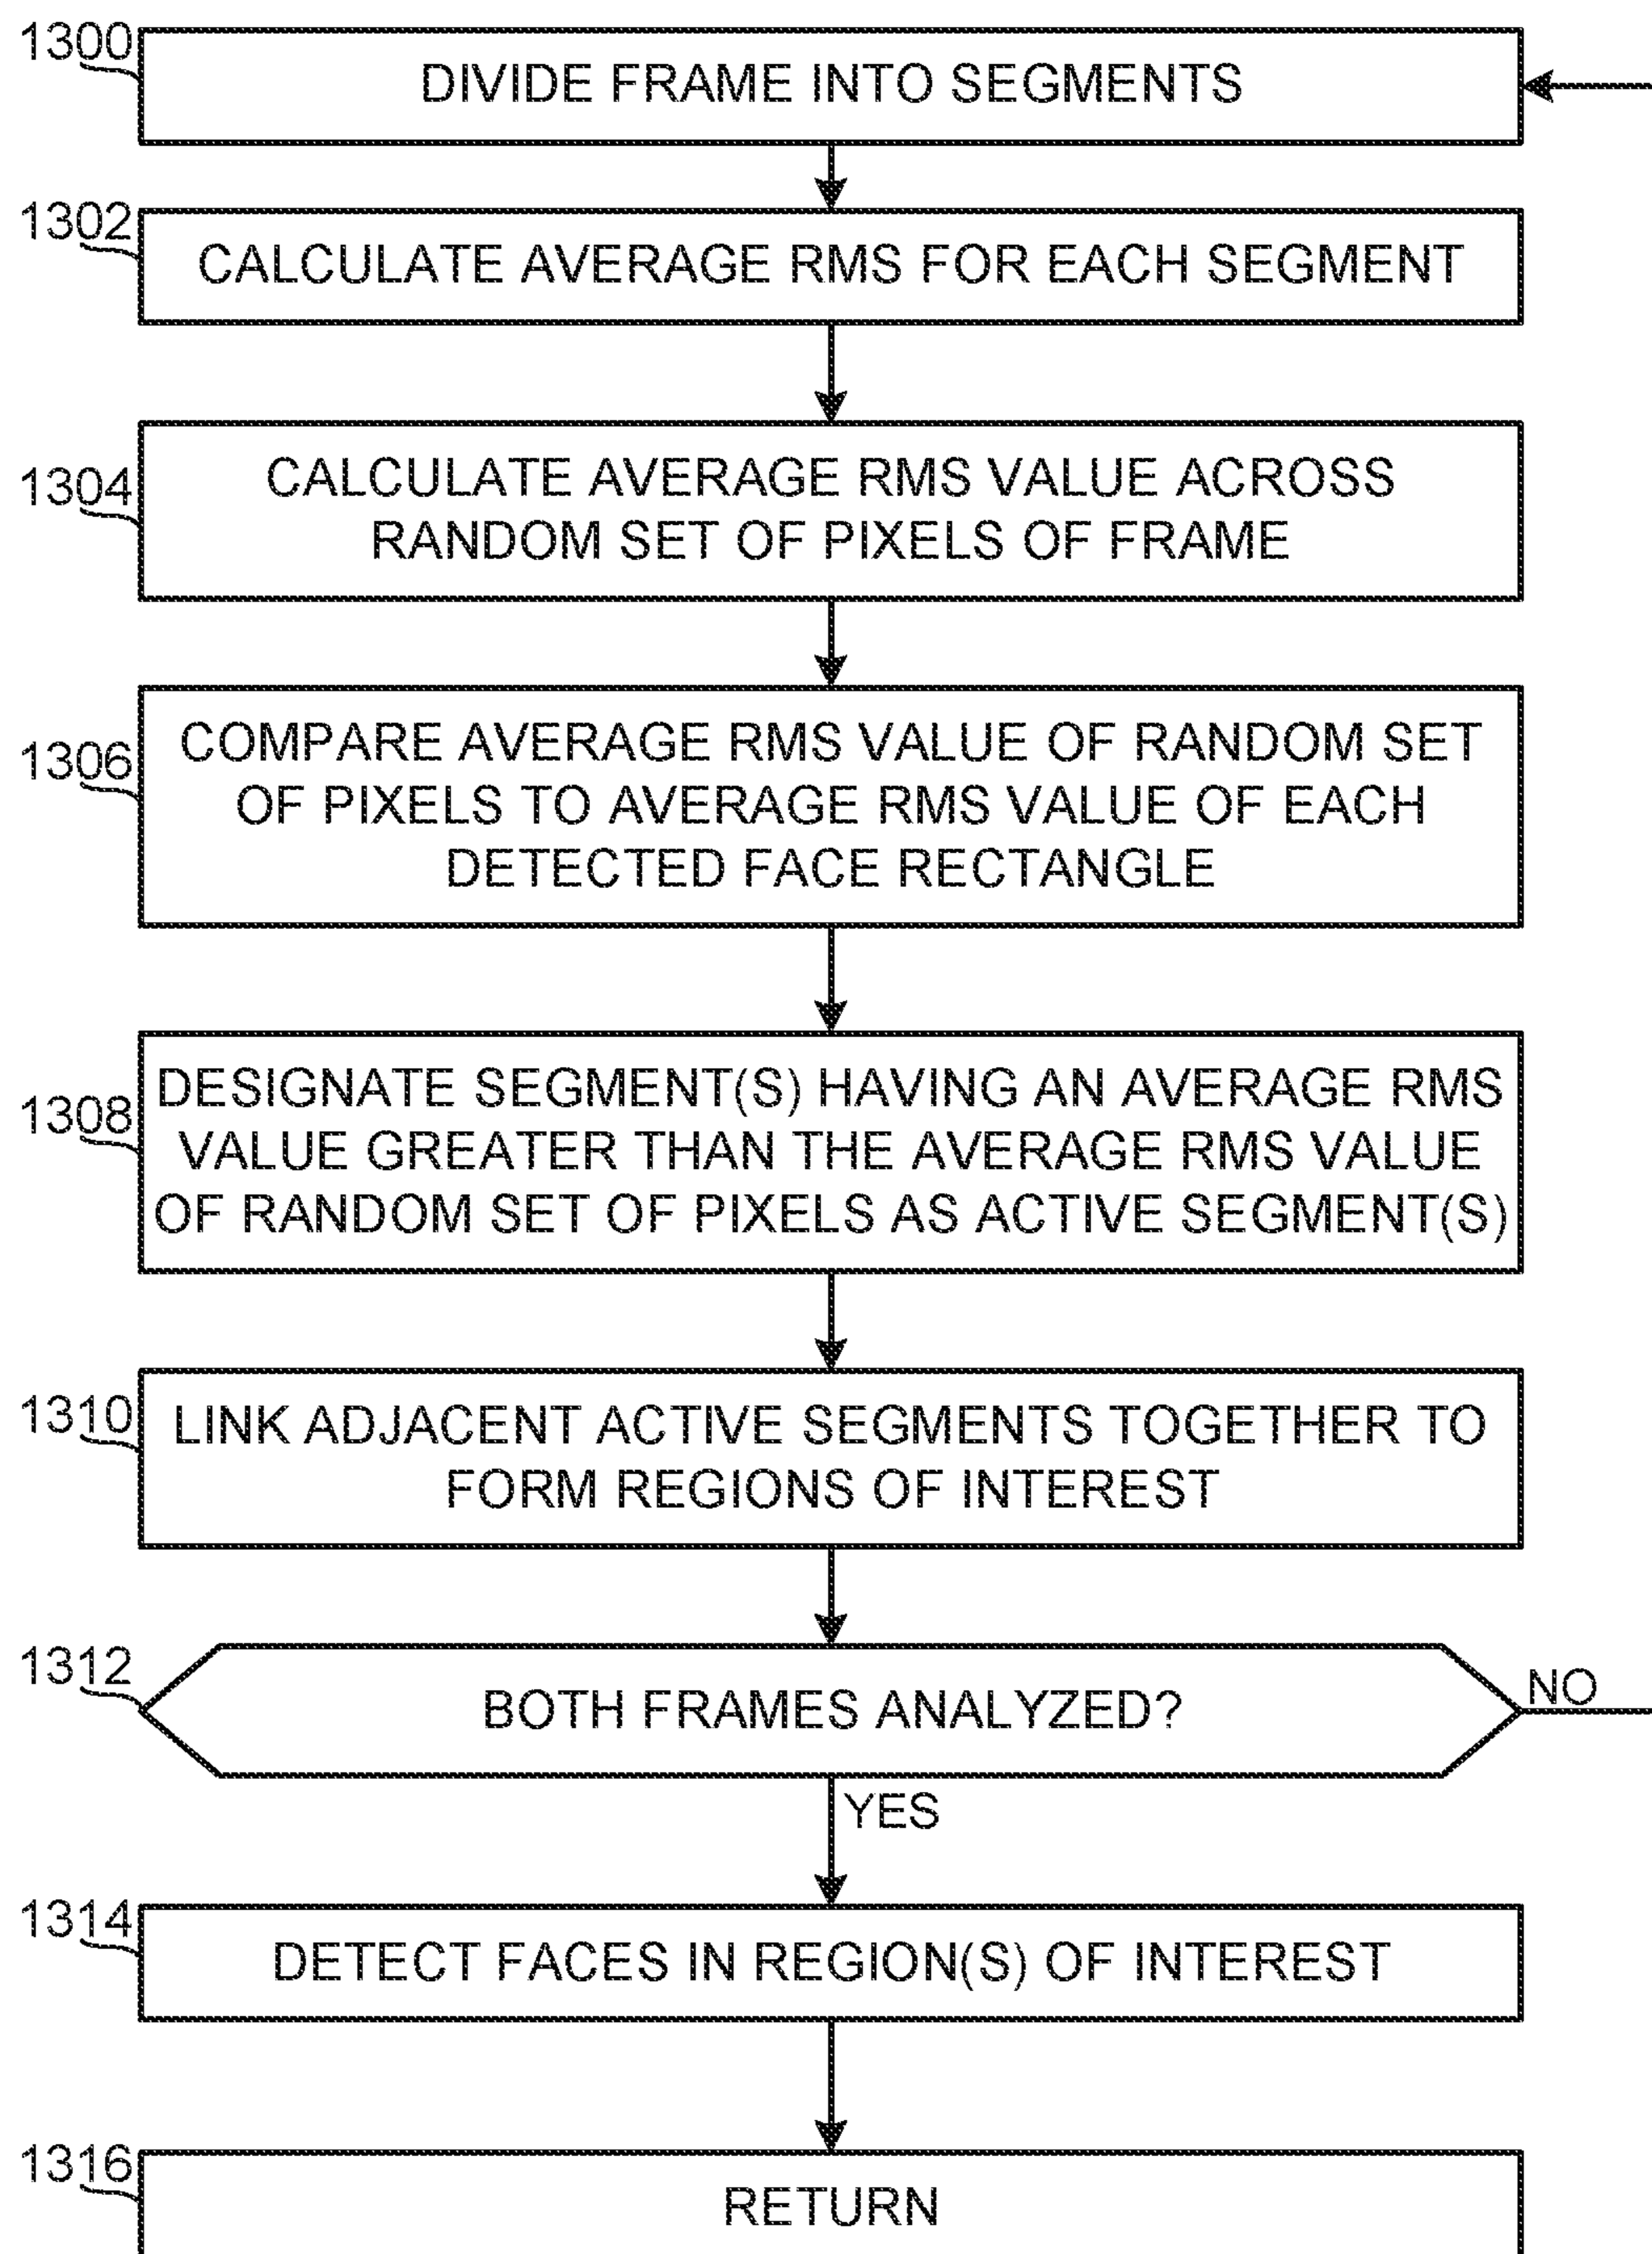 1300
DIVIDE FRAME INTO SEGMENTS
1302
CALCULATE AVERAGE RMS FOR EACH SEGMENT
1304
CALCULATE AVERAGE RMS VALUE ACROSS
RANDOM SET OF PIXELS OF FRAME
1306
COMPARE AVERAGE RMS VALUE OF RANDOM SET
OF PIXELS TO AVERAGE RMS VALUE OF EACH
DETECTED FACE RECTANGLE
1308
DESIGNATE SEGMENT(S) HAVING AN AVERAGE RMS
VALUE GREATER THAN THE AVERAGE RMS VALUE
OF RANDOM SET OF PIXELS AS ACTIVE SEGMENT(S)
1310
LINK ADJACENT ACTIVE SEGMENTS TOGETHER TO
FORM REGIONS OF INTEREST
1312
BOTH FRAMES ANALYZED?
NO
YES
1314
DETECT FACES IN REGION(S) OF INTEREST
1316
RETURN